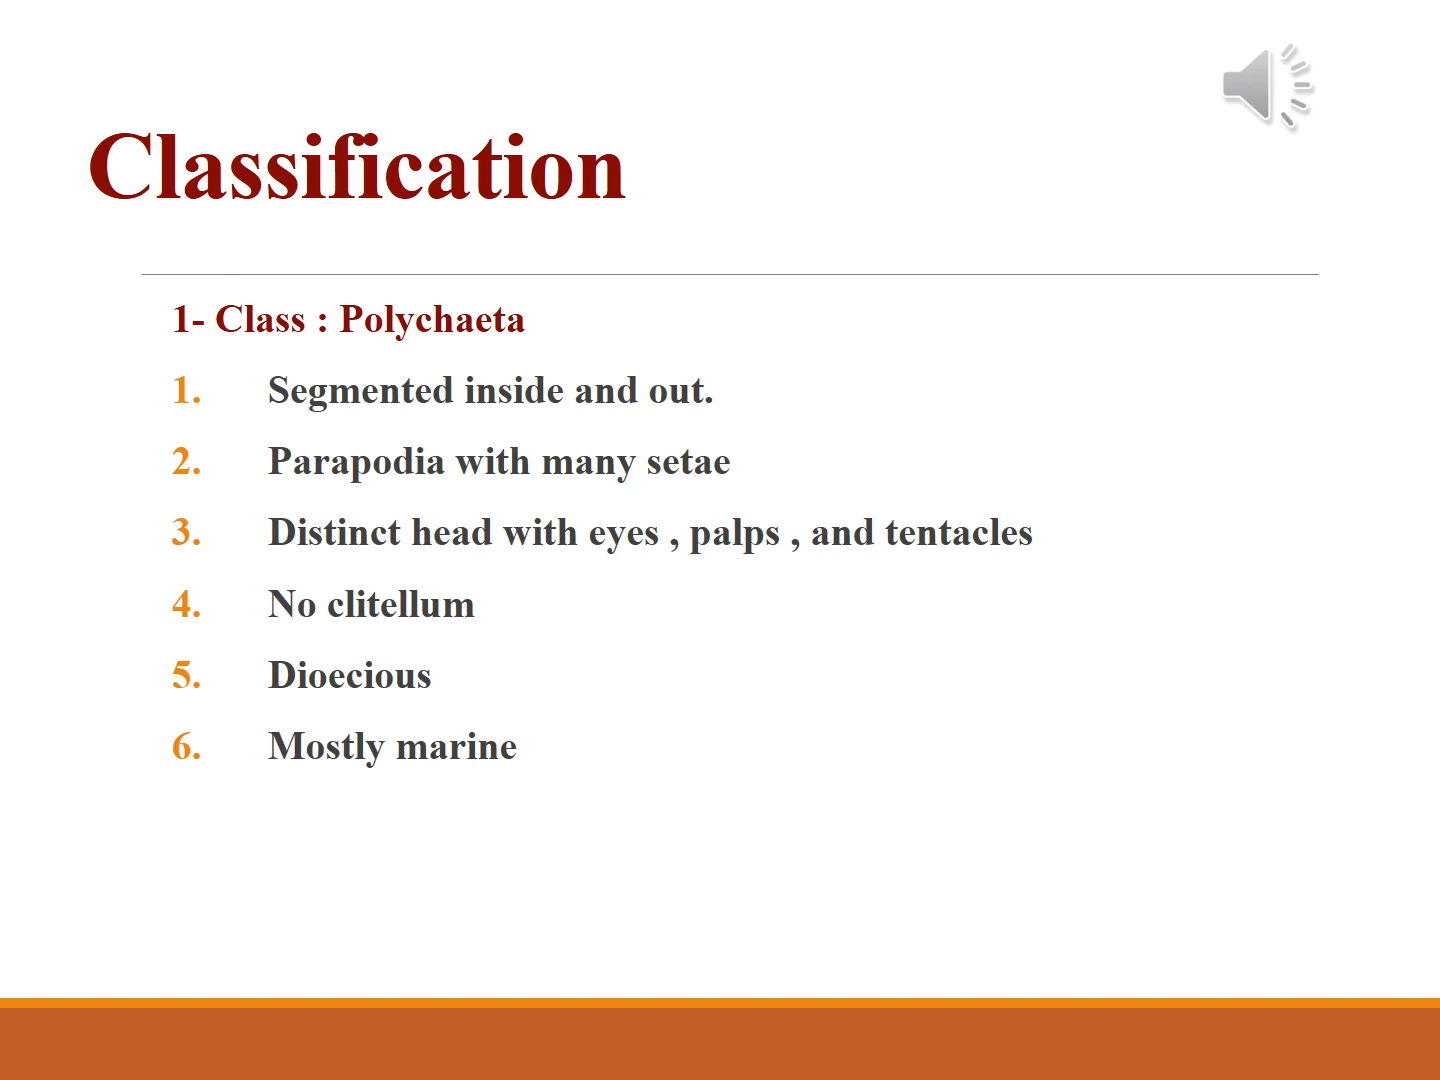 Classification
1- Class : Polychaeta
1. Segmented inside and out.
2. Parapodia with many setae
3. Distinct head with eyes , palps , and tentacles
4. No clitellum
5. Dioecious
6. Mostly marine